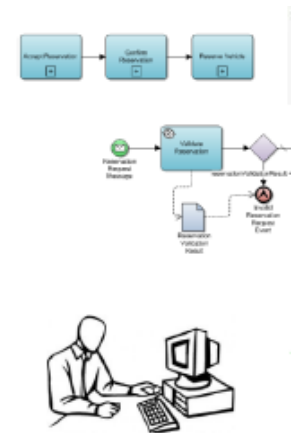 Accept Reservation
Confirm
Reservation
Reserve Vehicle
Validate
Reservation
Reservation
Request
Message
Invalid
Reservation
Request
Event
Reservation
Validation
Result